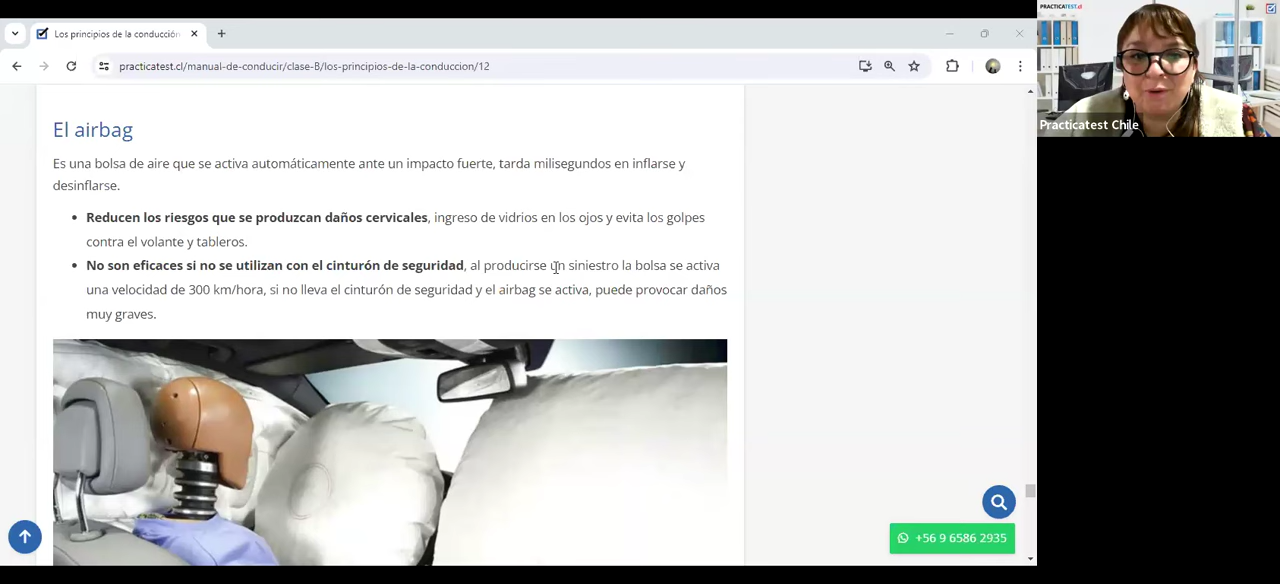 Los principios de la conducción
practicatest.cl/manual-de-conducir/clase-B/los-principios-de-la-conduccion/12
PRACTICATEST.cl
Practicatest Chile
El airbag
Es una bolsa de aire que se activa automáticamente ante un impacto fuerte, tarda milisegundos en inflarse y
desinflarse.
Reducen los riesgos que se produzcan daños cervicales, ingreso de vidrios en los ojos y evita los golpes
contra el volante y tableros.
No son eficaces si no se utilizan con el cinturón de seguridad, al producirse un siniestro la bolsa se activa
una velocidad de 300 km/hora, si no lleva el cinturón de seguridad y el airbag se activa, puede provocar daños
muy graves.
+56 9 6586 2935